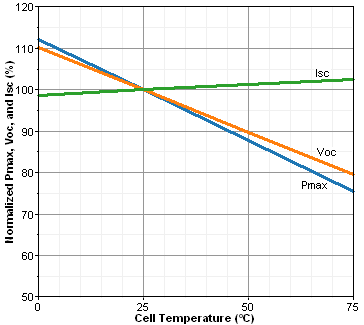 120
110
100
90
80
70
60
50
Normalized Pmax, Voc, and Isc (%)
Isc
Voc
Pmax
0
25
50
75
Cell Temperature (°C)